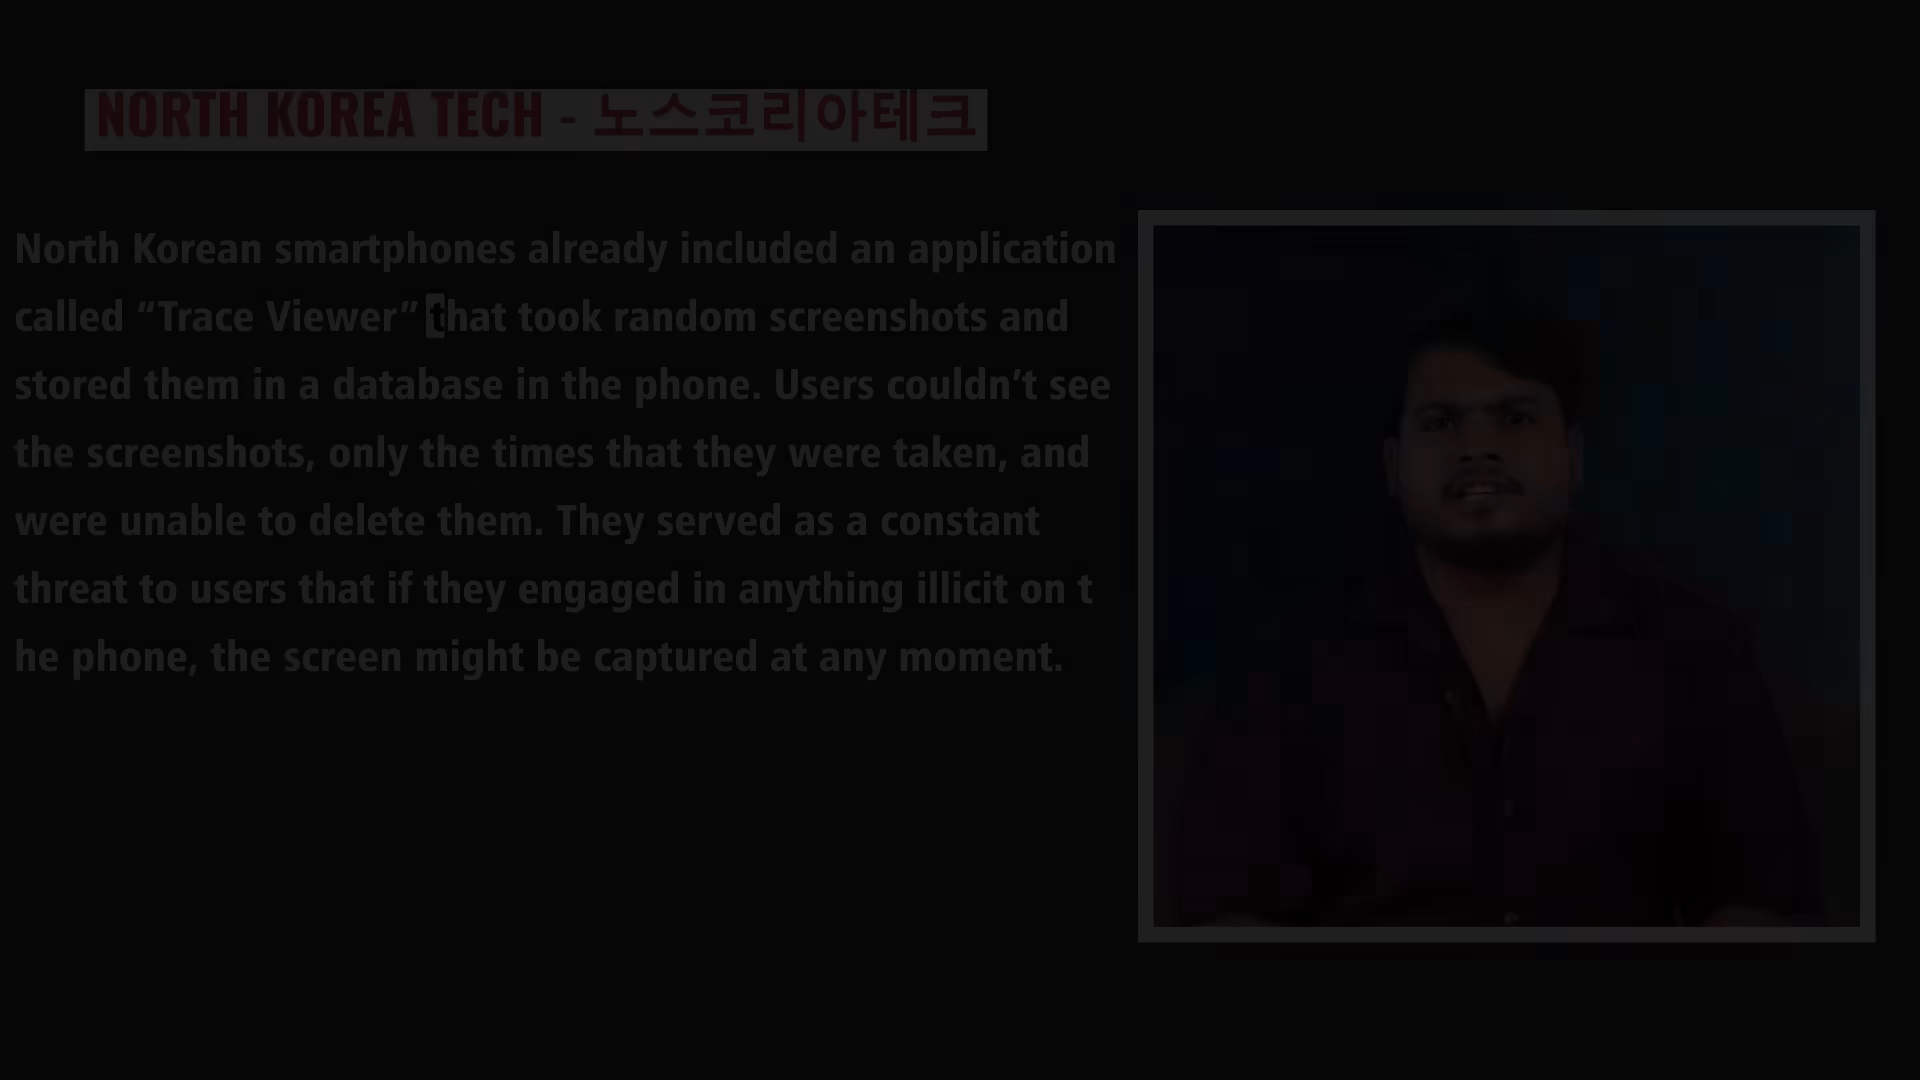 NORTH KOREA TECH - 노스코리아테크
North Korean smartphones already included an application
called “Trace Viewer” that took random screenshots and
stored them in a database in the phone. Users couldn’t see
the screenshots, only the times that they were taken, and
were unable to delete them. They served as a constant
threat to users that if they engaged in anything illicit on t
he phone, the screen might be captured at any moment.